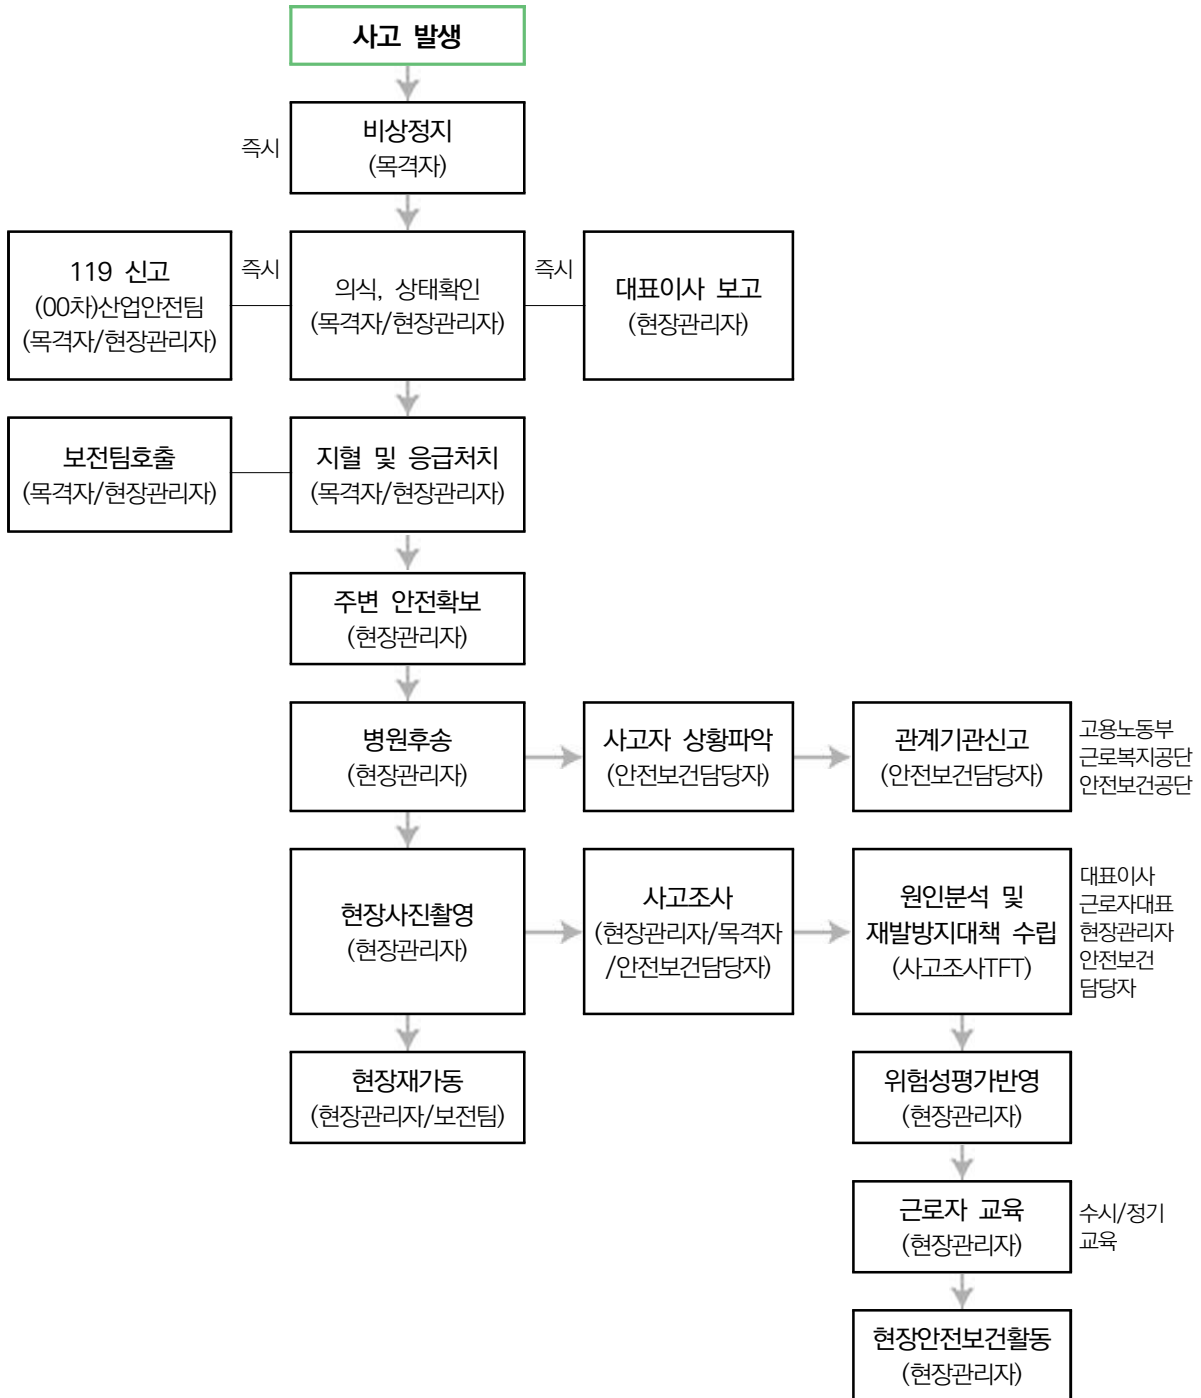 사고 발생
즉시
비상정지
(목격자)
119 신고
(00차)산업안전팀
(목격자/현장관리자)
즉시
의식, 상태확인
(목격자/현장관리자)
즉시
대표이사 보고
(현장관리자)
보전팀호출
(목격자/현장관리자)
지혈 및 응급처치
(목격자/현장관리자)
주변 안전확보
(현장관리자)
병원후송
(현장관리자)
사고자 상황파악
(안전보건담당자)
관계기관신고
(안전보건담당자)
고용노동부
근로복지공단
안전보건공단
현장사진촬영
(현장관리자)
사고조사
(현장관리자/목격자
/안전보건담당자)
원인분석 및
재발방지대책 수립
(사고조사TFT)
대표이사
근로자대표
현장관리자
안전보건
담당자
현장재가동
(현장관리자/보전팀)
위험성평가반영
(현장관리자)
근로자 교육
(현장관리자)
수시/정기
교육
현장안전보건활동
(현장관리자)